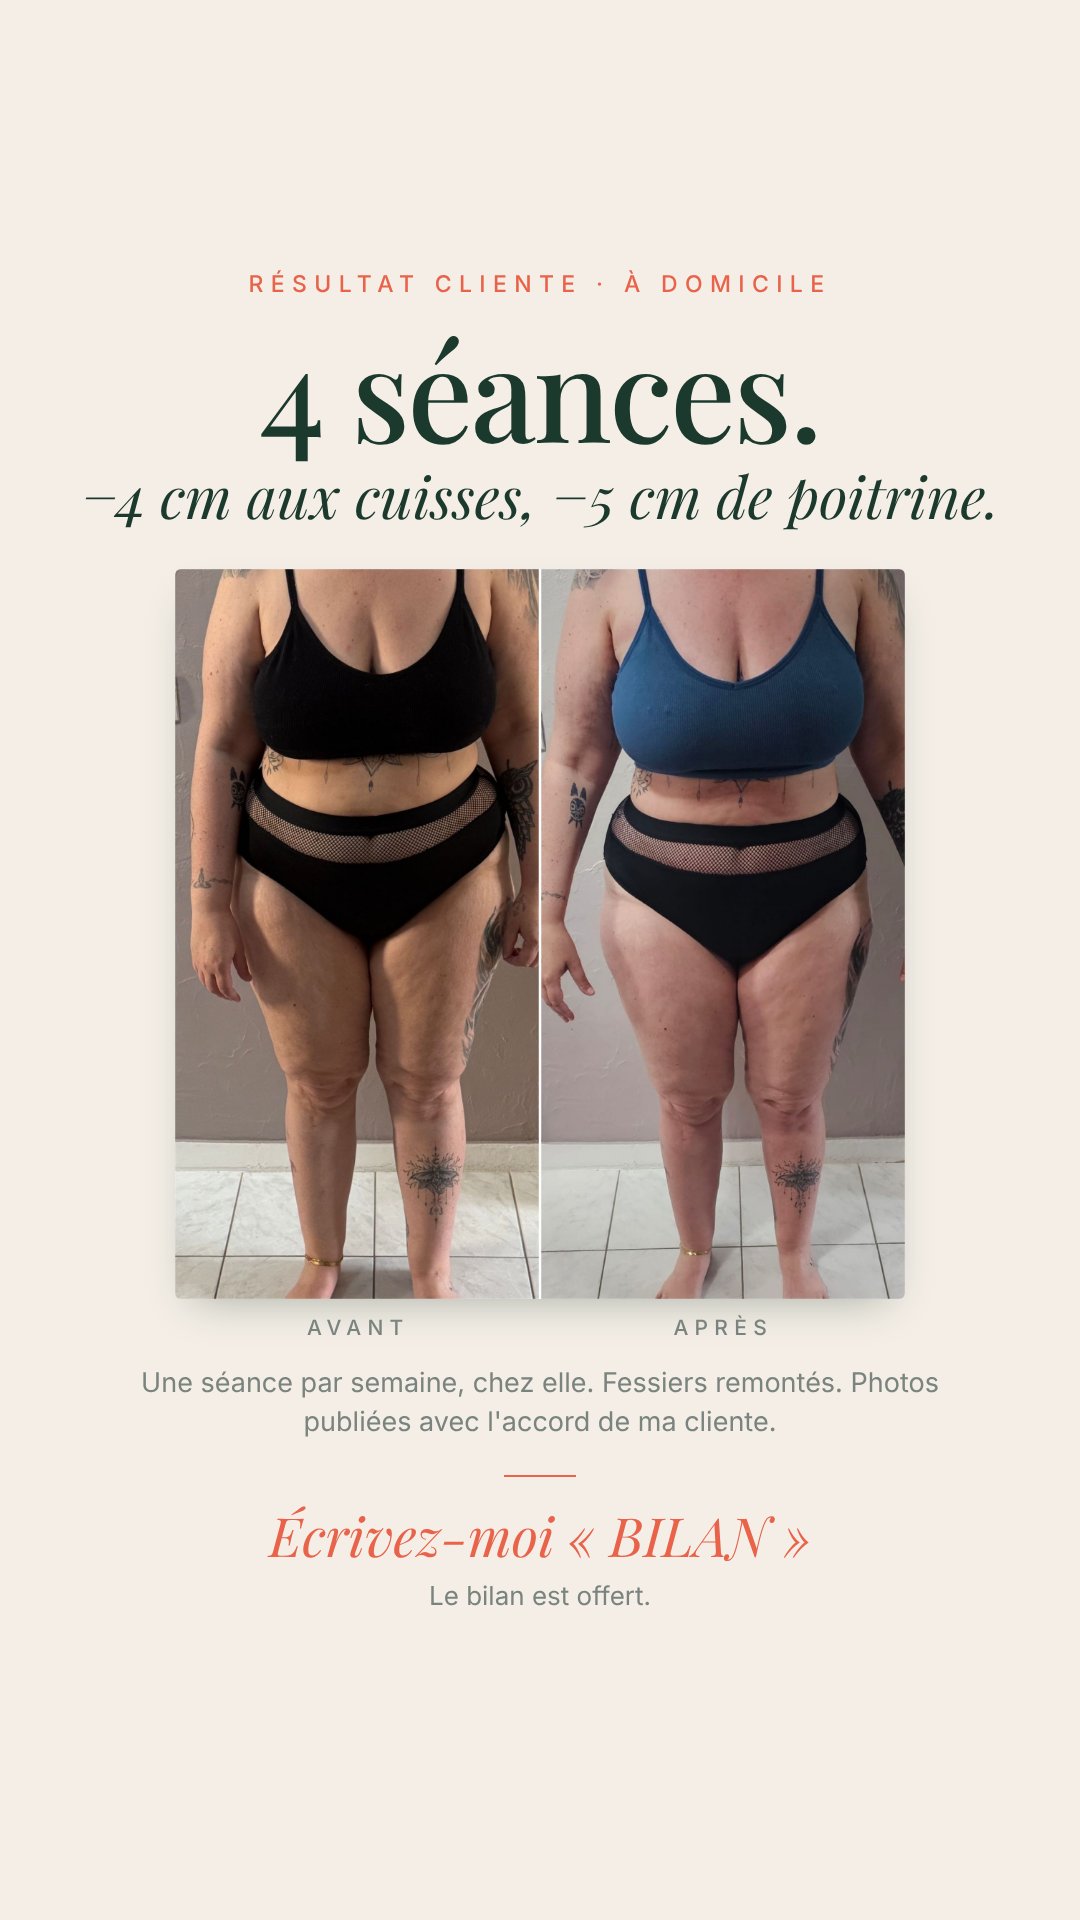 RÉSULTAT CLIENTE · À DOMICILE
4 séances.
–4 cm aux cuisses, –5 cm de poitrine.
AVANT
APRÈS
Une séance par semaine, chez elle. Fessiers remontés. Photos
publiées avec l'accord de ma cliente.
Écrivez-moi « BILAN »
Le bilan est offert.